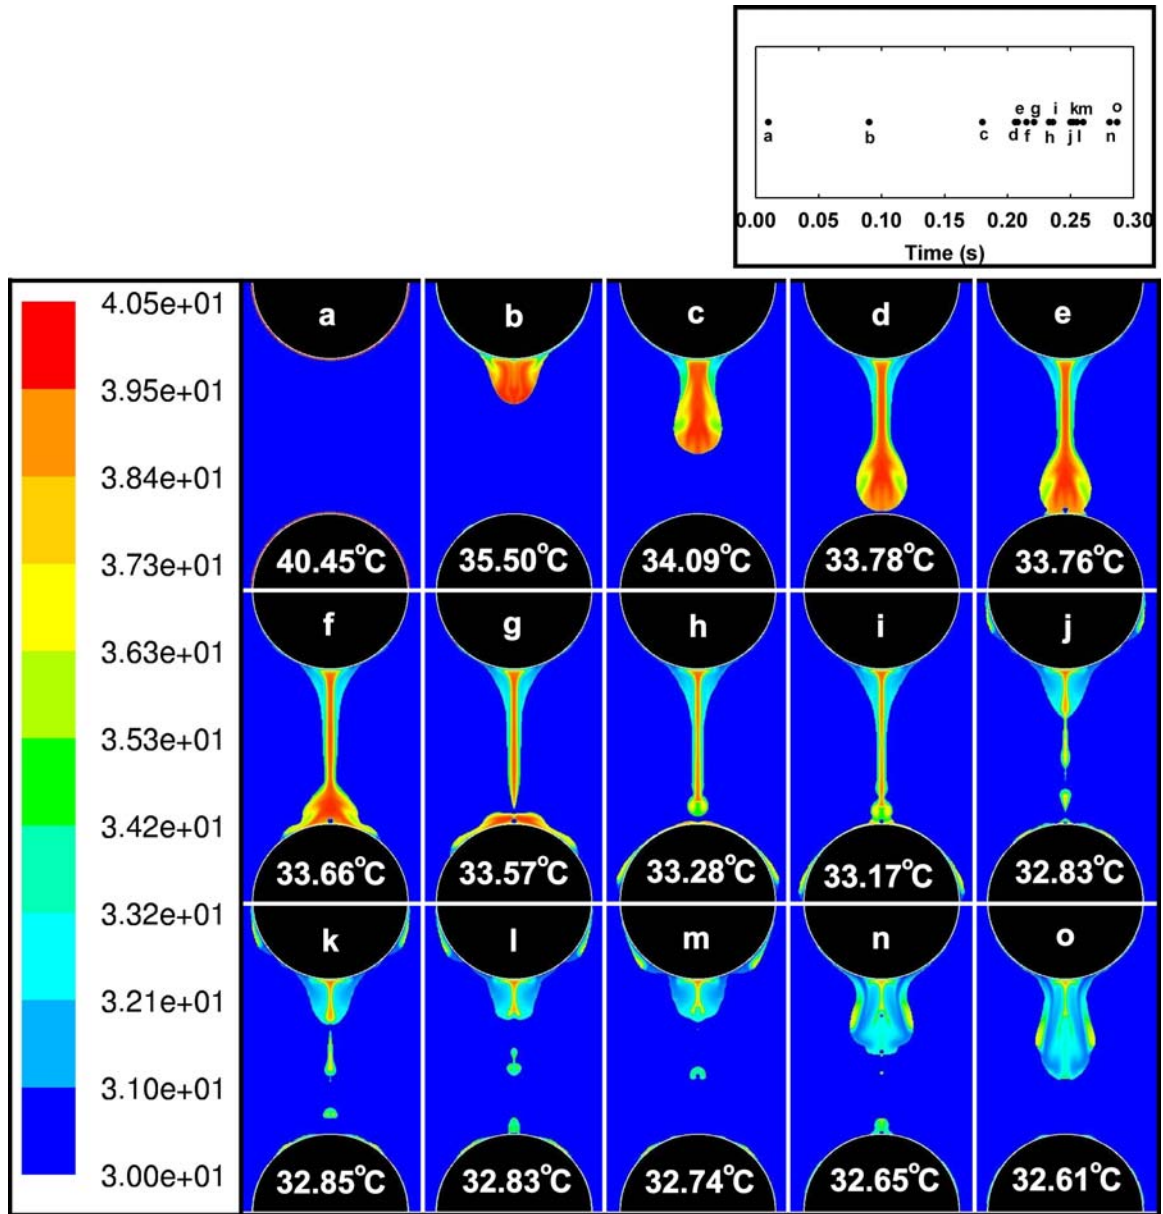 e g i km o
a b c d f h j l n
0.00 0.05 0.10 0.15 0.20 0.25 0.30
Time (s)
4.05e+01
3.95e+01
3.84e+01
3.73e+01
3.63e+01
3.53e+01
3.42e+01
3.32e+01
3.21e+01
3.10e+01
3.00e+01
a b c d e
40.45°C 35.50°C 34.09°C 33.78°C 33.76°C
f g h i j
33.66°C 33.57°C 33.28°C 33.17°C 32.83°C
k l m n o
32.85°C 32.83°C 32.74°C 32.65°C 32.61°C